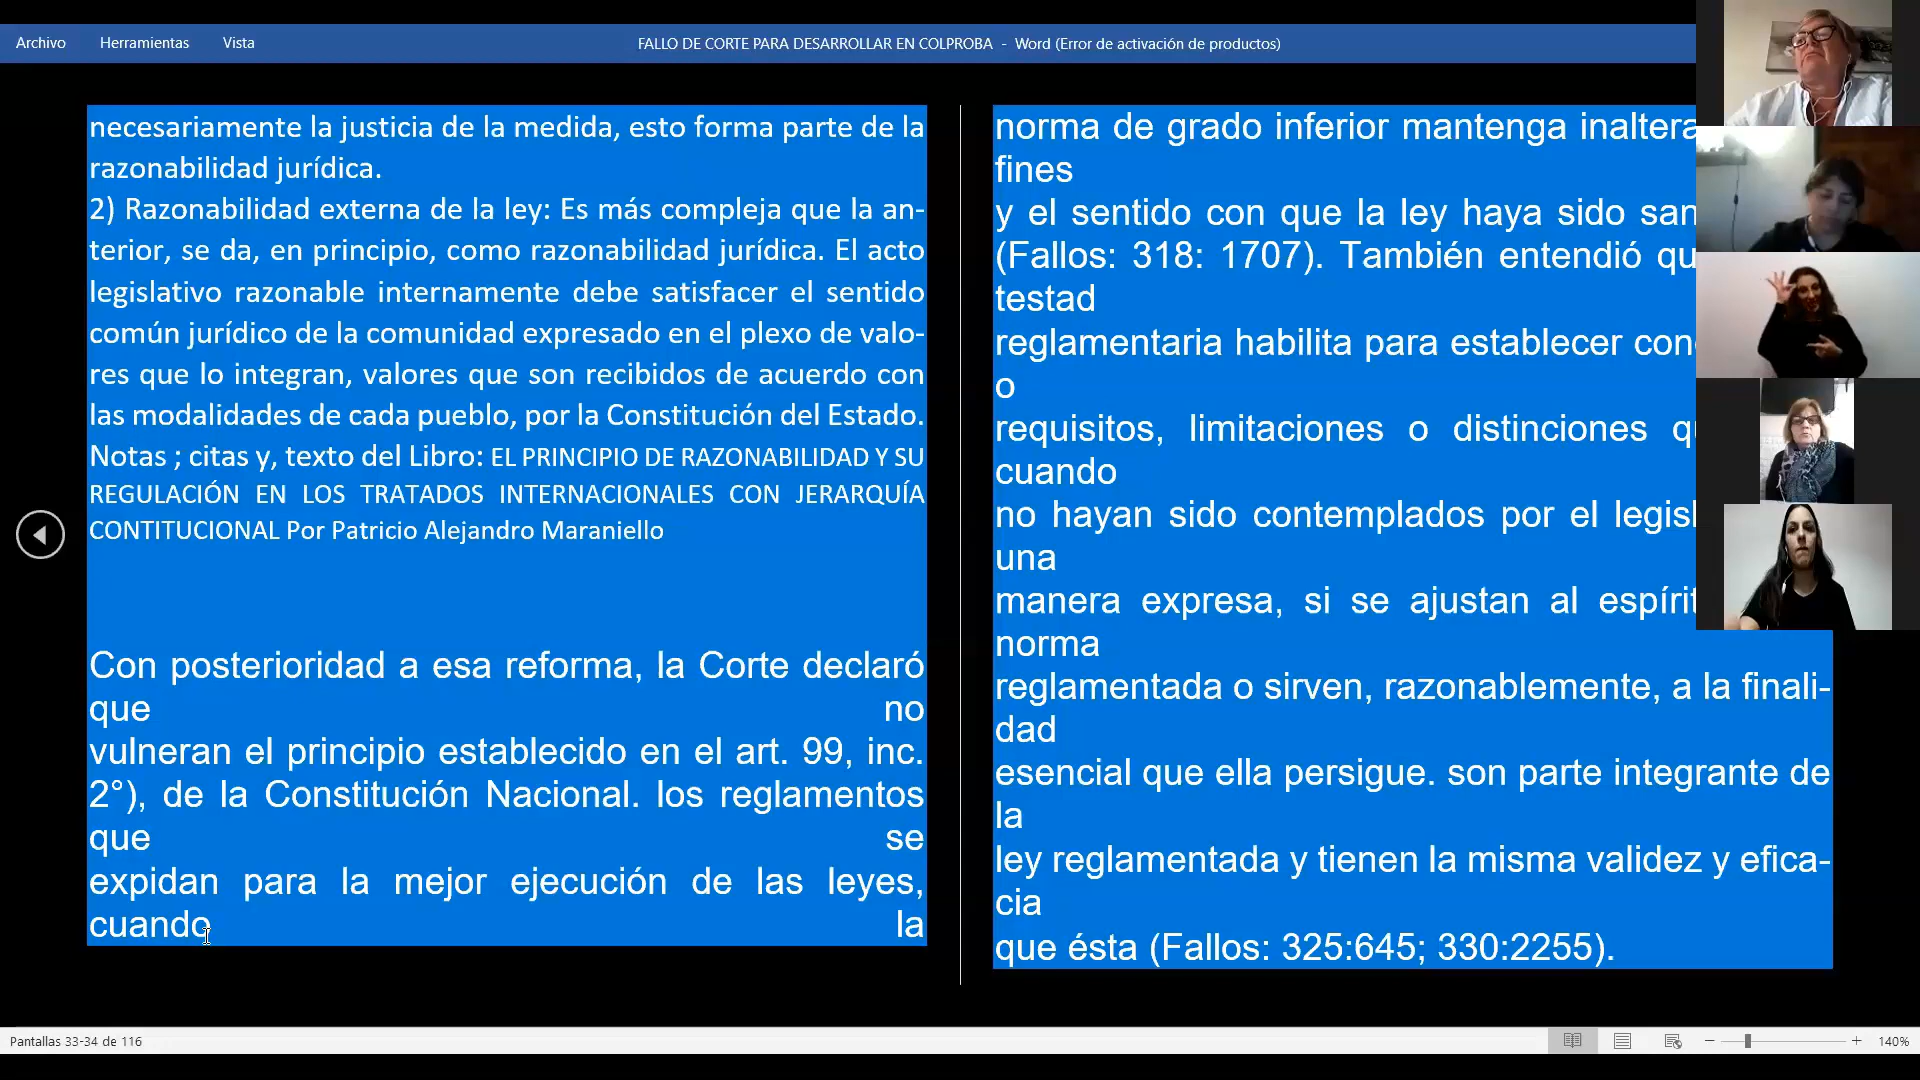 Archivo Herramientas Vista
FALLO DE CORTE PARA DESARROLLAR EN COLPROBA - Word (Error de activación de productos)
necesariamente la justicia de la medida, esto forma parte de la
razonabilidad jurídica.
2) Razonabilidad externa de la ley: Es más compleja que la an-
terior, se da, en principio, como razonabilidad jurídica. El acto
legislativo razonable internamente debe satisfacer el sentido
común jurídico de la comunidad expresado en el plexo de valo-
res que lo integran, valores que son recibidos de acuerdo con
las modalidades de cada pueblo, por la Constitución del Estado.
Notas ; citas y, texto del Libro: EL PRINCIPIO DE RAZONABILIDAD Y SU
REGULACIÓN EN LOS TRATADOS INTERNACIONALES CON JERARQUÍA
CONTITUCIONAL Por Patricio Alejandro Maraniello
Con posterioridad a esa reforma, la Corte declaró
que no
vulneran el principio establecido en el art. 99, inc.
2°), de la Constitución Nacional. los reglamentos
que se
expidan para la mejor ejecución de las leyes,
cuando la
norma de grado inferior mantenga inaltera
fines
y el sentido con que la ley haya sido san
(Fallos: 318: 1707). También entendió qu
testad
reglamentaria habilita para establecer con
o
requisitos, limitaciones o distinciones q
cuando
no hayan sido contemplados por el legisl
una
manera expresa, si se ajustan al espírit
norma
reglamentada o sirven, razonablemente, a la finali-
dad
esencial que ella persigue. son parte integrante de
la
ley reglamentada y tienen la misma validez y efica-
cia
que ésta (Fallos: 325:645; 330:2255).
Pantallas 33-34 de 116
140%